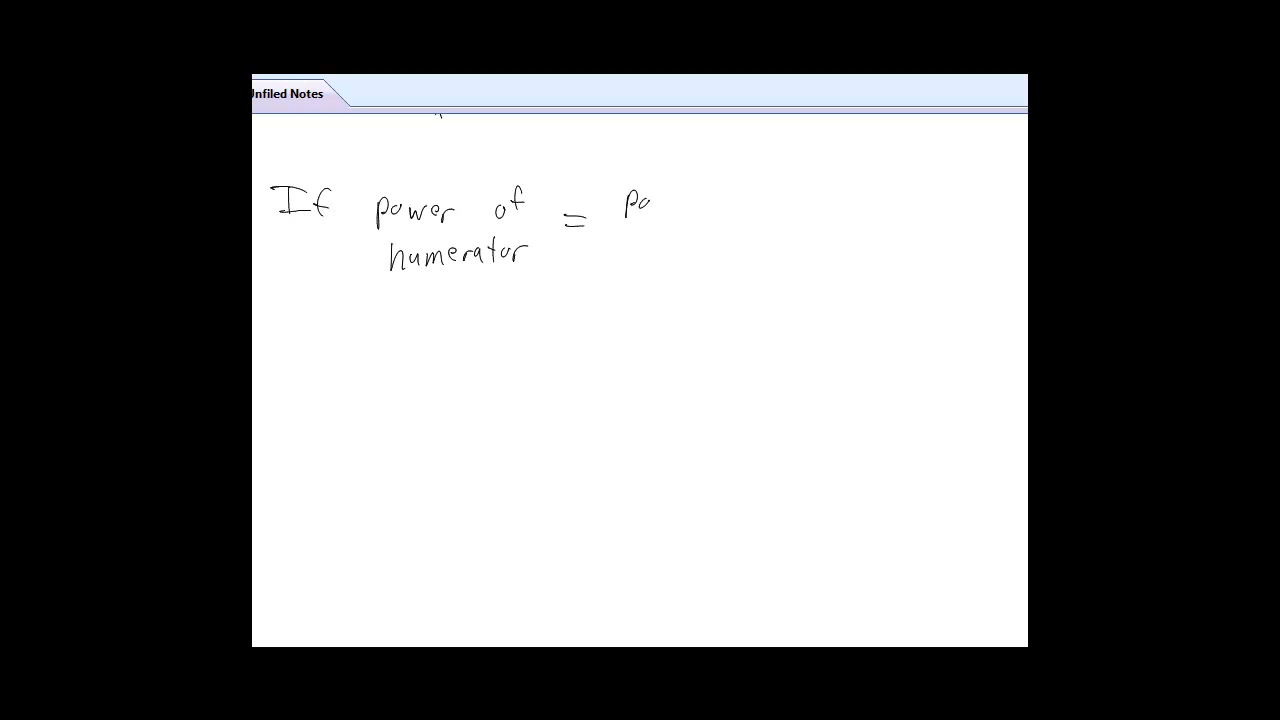 Unfiled Notes
If power of = po
numerator